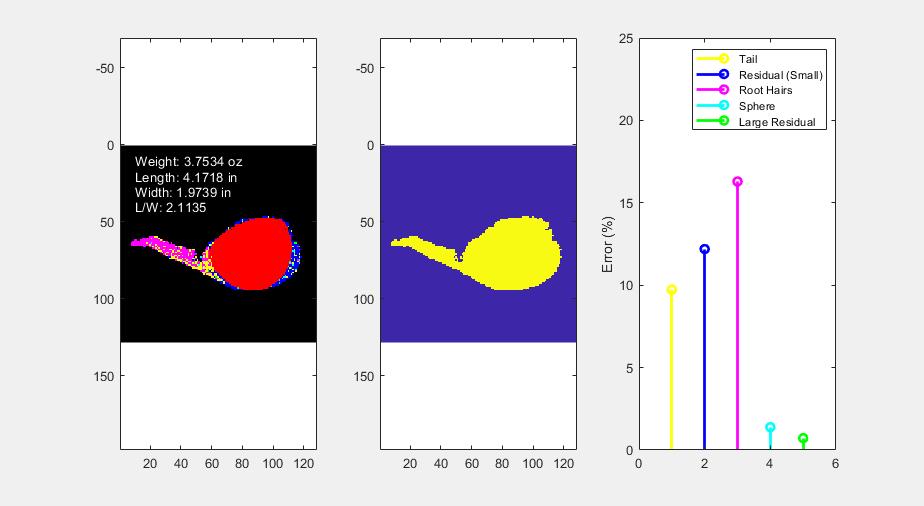 -50
0
50
100
150
20 40 60 80 100 120
Weight: 3.7534 oz
Length: 4.1718 in
Width: 1.9739 in
L/W: 2.1135
-50
0
50
100
150
20 40 60 80 100 120
Error (%)
25
20
15
10
5
0
0 2 4 6
Tail
Residual (Small)
Root Hairs
Sphere
Large Residual